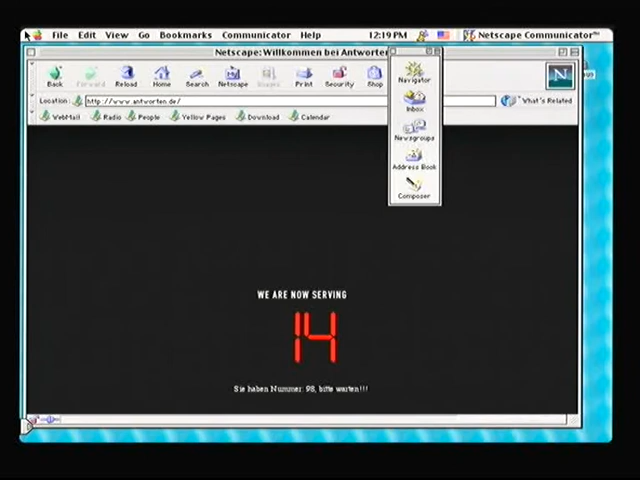 File Edit View Go Bookmarks Communicator Help 12:19 PM Netscape Communicator™
Netscape: Willkommen bei Antworten
Back Forward Reload Home Search Netscape Images Print Security Shop
Navigator
Location: http://www.antworten.de/ What's Related
Inbox
WebMail Radio People Yellow Pages Download Calendar
Newsgroups
Address Book
Composer
WE ARE NOW SERVING
14
Sie haben Nummer: 98, bitte warten!!!